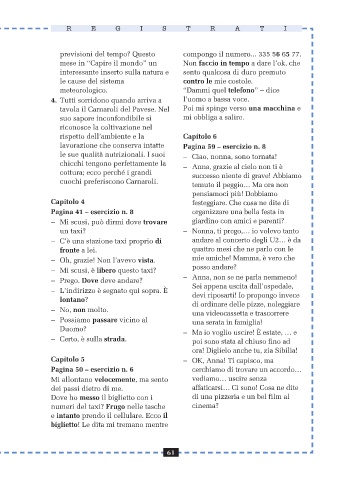 R E G I S T R A T I
previsioni del tempo? Questo
mese in “Capire il mondo” un
interessante inserto sulla natura e
le cause del sistema
meteorologico.
4. Tutti sorridono quando arriva a
tavola il Carnaroli del Pavese. Nel
suo sapore inconfondibile si
riconosce la coltivazione nel
rispetto dell’ambiente e la
lavorazione che conserva intatte
le sue qualità nutrizionali. I suoi
chicchi tengono perfettamente la
cottura; ecco perché i grandi
cuochi preferiscono Carnaroli.
Capitolo 4
Pagina 41 – esercizio n. 8
– Mi scusi, può dirmi dove trovare
un taxi?
– C’è una stazione taxi proprio di
fronte a lei.
– Oh, grazie! Non l’avevo vista.
– Mi scusi, è libero questo taxi?
– Prego. Dove deve andare?
– L’indirizzo è segnato qui sopra. È
lontano?
– No, non molto.
– Possiamo passare vicino al
Duomo?
– Certo, è sulla strada.
Capitolo 5
Pagina 50 – esercizio n. 6
Mi allontano velocemente, ma sento
dei passi dietro di me.
Dove ho messo il biglietto con i
numeri del taxi? Frugo nelle tasche
e intanto prendo il cellulare. Ecco il
biglietto! Le dita mi tremano mentre
compongo il numero... 335 56 65 77.
Non faccio in tempo a dare l’ok, che
sento qualcosa di duro premuto
contro le mie costole.
“Dammi quel telefono” – dice
l’uomo a bassa voce.
Poi mi spinge verso una macchina e
mi obbliga a salire.
Capitolo 6
Pagina 59 – esercizio n. 8
– Ciao, nonna, sono tornata!
– Anna, grazie al cielo non ti è
successo niente di grave! Abbiamo
temuto il peggio... Ma ora non
pensiamoci più! Dobbiamo
festeggiare. Che cosa ne dite di
organizzare una bella festa in
giardino con amici e parenti?
– Nonna, ti prego,... io volevo tanto
andare al concerto degli U2... è da
quattro mesi che ne parlo con le
mie amiche! Mamma, è vero che
posso andare?
– Anna, non se ne parla nemmeno!
Sei appena uscita dall’ospedale,
devi riposarti! Io propongo invece
di ordinare delle pizze, noleggiare
una videocassetta e trascorrere
una serata in famiglia!
– Ma io voglio uscire! È estate, ... e
poi sono stata al chiuso fino ad
ora! Diglielo anche tu, zia Sibilia!
– OK, Anna! Ti capisco, ma
cerchiamo di trovare un accordo...
vediamo... uscire senza
affaticarsi... Ci sono! Cosa ne dite
di una pizzeria e un bel film al
cinema?
61